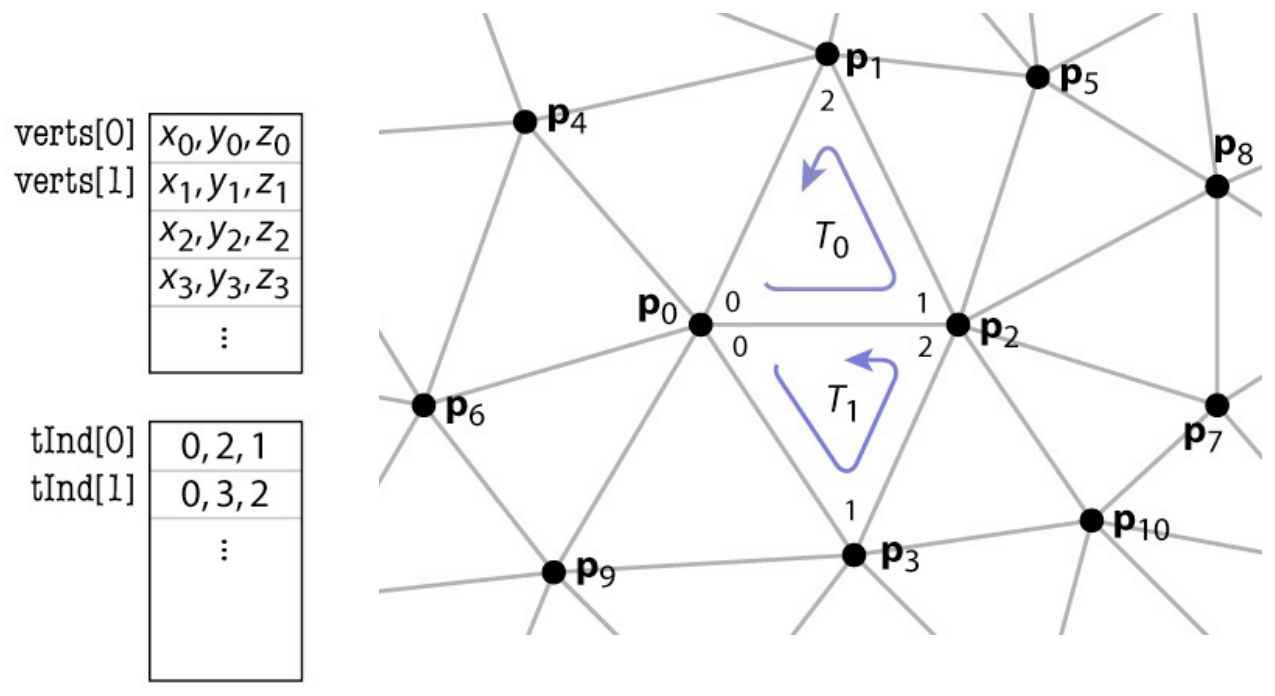 verts[0] x₀,y₀,z₀
verts[1] x₁,y₁,z₁
x₂,y₂,z₂
x₃,y₃,z₃
⋮
tInd[0] 0,2,1
tInd[1] 0,3,2
⋮
p₁
p₅
p₄
2
p₈
T₀
p₀ 0 1
p₂
0 2
T₁
p₆
p₇
1
p₁₀
p₃
p₉